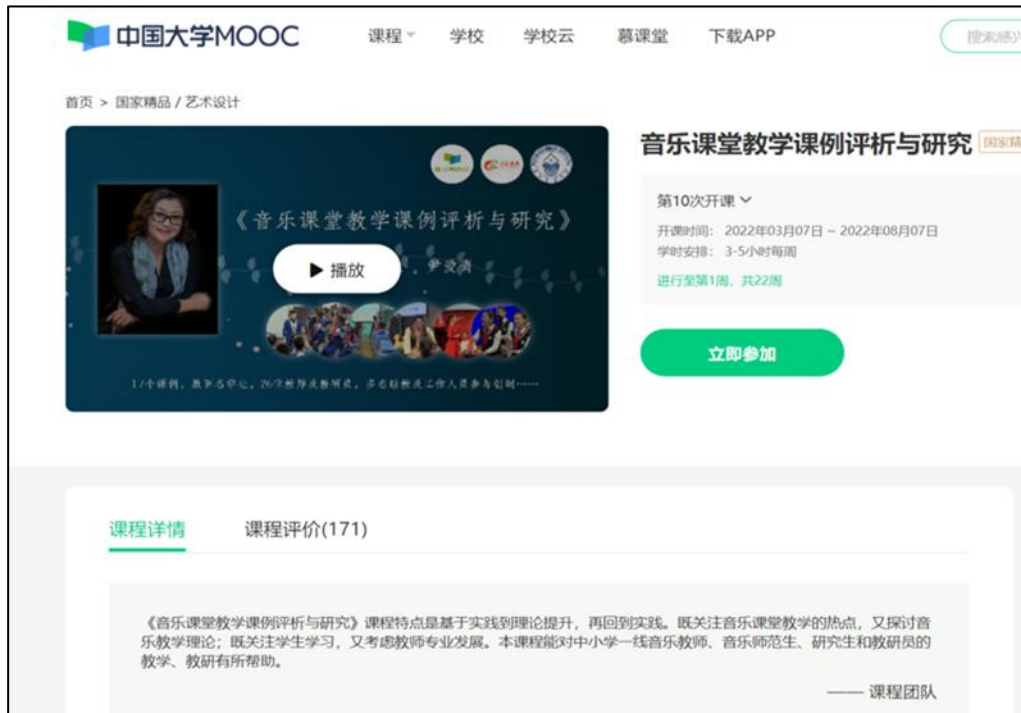 中国大学MOOC
课程 学校 学校云 慕课堂 下载APP 搜索感兴
首页 > 国家精品 / 艺术设计
《音乐课堂教学课例评析与研究》
播放
尹爱青
音乐课堂教学课例评析与研究 国家精
第10次开课
开课时间： 2022年03月07日 ~ 2022年08月07日
学时安排： 3-5小时每周
进行至第1周，共22周
立即参加
课程详情 课程评价(171)
《音乐课堂教学课例评析与研究》课程特点是基于实践到理论提升，再回到实践。既关注音乐课堂教学的热点，又探讨音
乐教学理论；既关注学生学习，又考虑教师专业发展。本课程能对中小学一线音乐教师、音乐师范生、研究生和教研员的
教学、教研有所帮助。
—— 课程团队